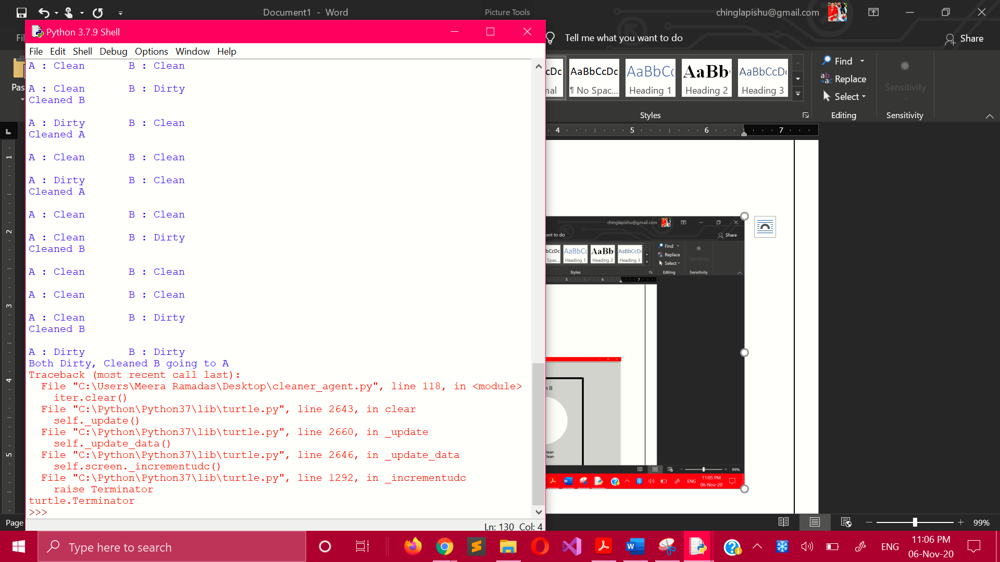 Document1 - Word
Picture Tools
chinglapishu@gmail.com
Python 3.7.9 Shell
Tell me what you want to do
Share
File Edit Shell Debug Options Window Help
A : Clean B : Clean
A : Clean B : Dirty
Cleaned B
A : Dirty B : Clean
Cleaned A
A : Clean B : Clean
A : Dirty B : Clean
Cleaned A
A : Clean B : Clean
A : Clean B : Dirty
Cleaned B
A : Clean B : Clean
A : Clean B : Clean
A : Clean B : Dirty
Cleaned B
A : Dirty B : Dirty
Both Dirty, Cleaned B going to A
Traceback (most recent call last):
File "C:\Users\Meera Ramadas\Desktop\cleaner_agent.py", line 118, in <module>
iter.clear()
File "C:\Python\Python37\lib\turtle.py", line 2643, in clear
self._update()
File "C:\Python\Python37\lib\turtle.py", line 2660, in _update
self._update_data()
File "C:\Python\Python37\lib\turtle.py", line 2646, in _update_data
self.screen._incrementudc()
File "C:\Python\Python37\lib\turtle.py", line 1292, in _incrementudc
raise Terminator
turtle.Terminator
>>>
Ln: 130 Col: 4
Fil
Pas
cDc AaBbCcDc AaBbCc AaBb AaBbCcD
nal ¶ No Spac... Heading 1 Heading 2 Heading 3
Styles
Find
Replace
Select
Editing
Sensitivity
Sensitivity
4 5 6 7
1
2
3
4
5
chinglapishu@gmail.com
ant to do
Share
bCcDc AaBbC AaBb AaBbCcD
Spac... Heading 1 Heading 2 Heading 3
Styles
Find
Replace
Select
Editing
Sensitivity
Sensitivity
5 6 7
n B
lean
Clean
99%
ENG
11:05 PM
06-Nov-20
Page
99%
Type here to search
ENG
11:06 PM
06-Nov-20